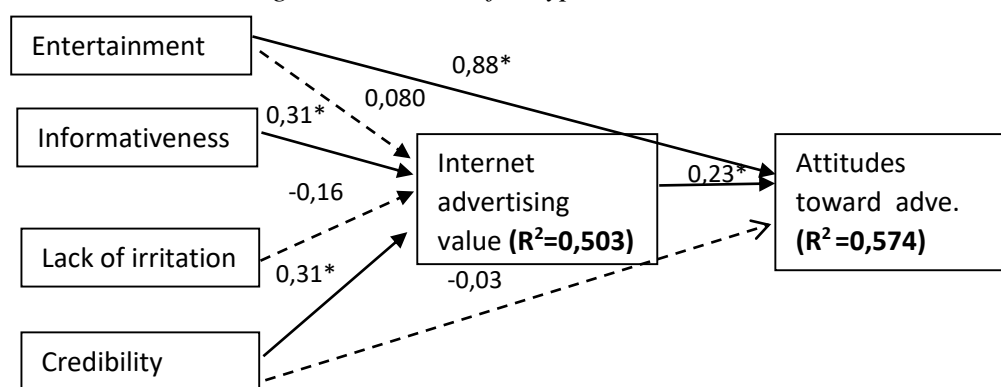 Entertainment
0,88*
0,080
Informativeness
0,31*
Internet
advertising
value (R²=0,503)
0,23*
Attitudes
toward adve.
(R² =0,574)
-0,16
Lack of irritation
0,31*
-0,03
Credibility